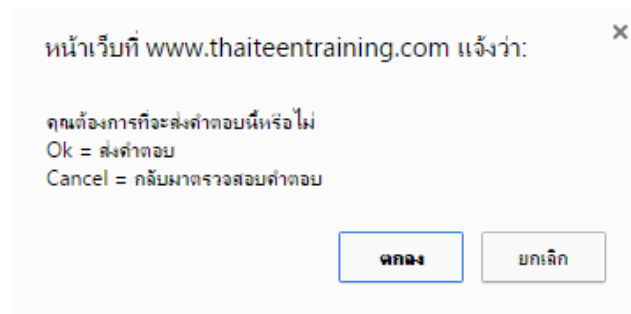 หน้าเว็บที่ www.thaiteentraining.com แจ้งว่า:
คุณต้องการที่จะส่งคำตอบนี้หรือไม่
Ok = ส่งคำตอบ
Cancel = กลับมาตรวจสอบคำตอบ
ตกลง ยกเลิก